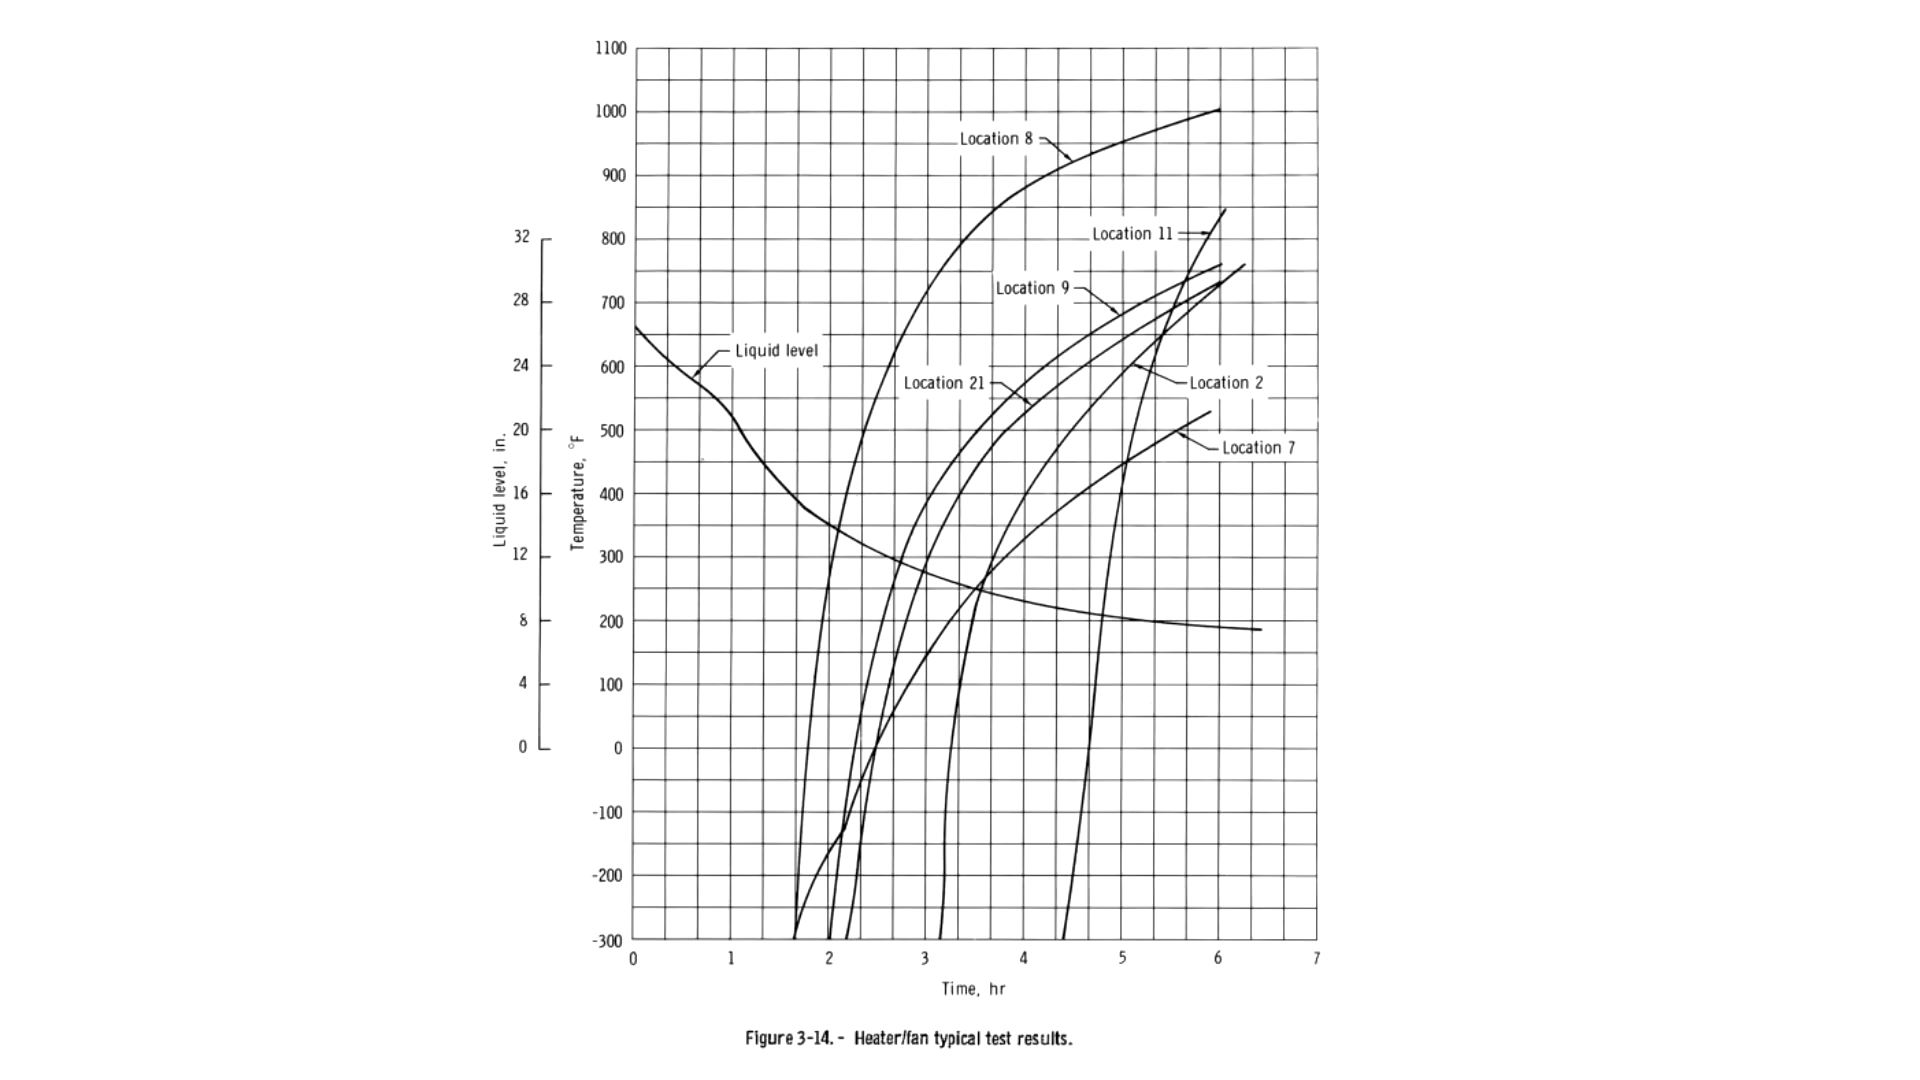 1100
1000
Location 8
900
Location 11
32
800
Location 9
28
700
Liquid level
24
600
Location 21
Location 2
20
500
Location 7
Liquid level, in.
Temperature, °F
16
400
12
300
8
200
4
100
0
0
-100
-200
-300
0 1 2 3 4 5 6 7
Time, hr
Figure 3-14. - Heater/fan typical test results.